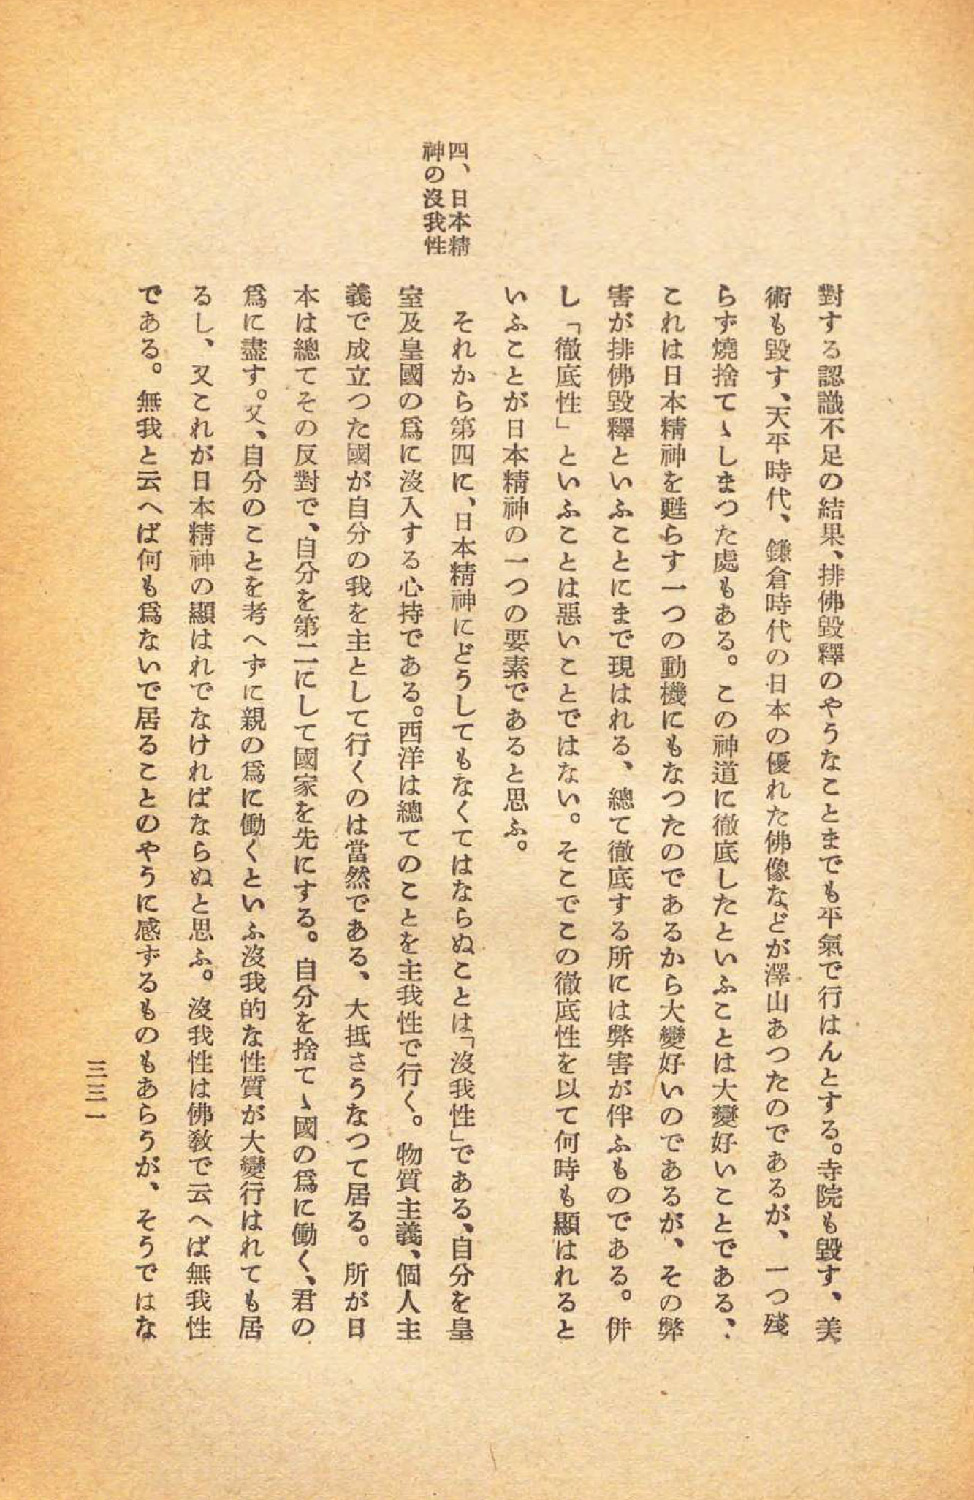 四、日本精
神の沒我性
對する認識不足の結果、排佛毀釋のやうなことまでも平氣で行はんとする。寺院も毀す、美
術も毀す、天平時代、鎌倉時代の日本の優れた佛像などが澤山あつたのであるが、一つ殘
らず燒捨てゝしまつた處もある。この神道に徹底したといふことは大變好いことである、
これは日本精神を甦らす一つの動機にもなつたのであるから大變好いのであるが、その弊
害が排佛毀釋といふことにまで現はれる、總て徹底する所には弊害が伴ふものである。併
し「徹底性」といふことは惡いことではない。そこでこの徹底性を以て何時も顯はれると
いふことが日本精神の一つの要素であると思ふ。
それから第四に、日本精神にどうしてもなくてはならぬことは「沒我性」である、自分を皇
室及皇國の爲に沒入する心持である。西洋は總てのことを主我性で行く。物質主義、個人主
義で成立つた國が自分の我を主として行くのは當然である、大抵さうなつて居る。所が日
本は總てその反對で、自分を第二にして國家を先にする。自分を捨てゝ國の爲に働く、君の
爲に盡す。又、自分のことを考へずに親の爲に働くといふ沒我的な性質が大變行はれても居
るし、又これが日本精神の顯はれでなければならぬと思ふ。沒我性は佛教で云へば無我性
である。無我と云へば何も爲ないで居ることのやうに感ずるものもあらうが、そうではな
三三一